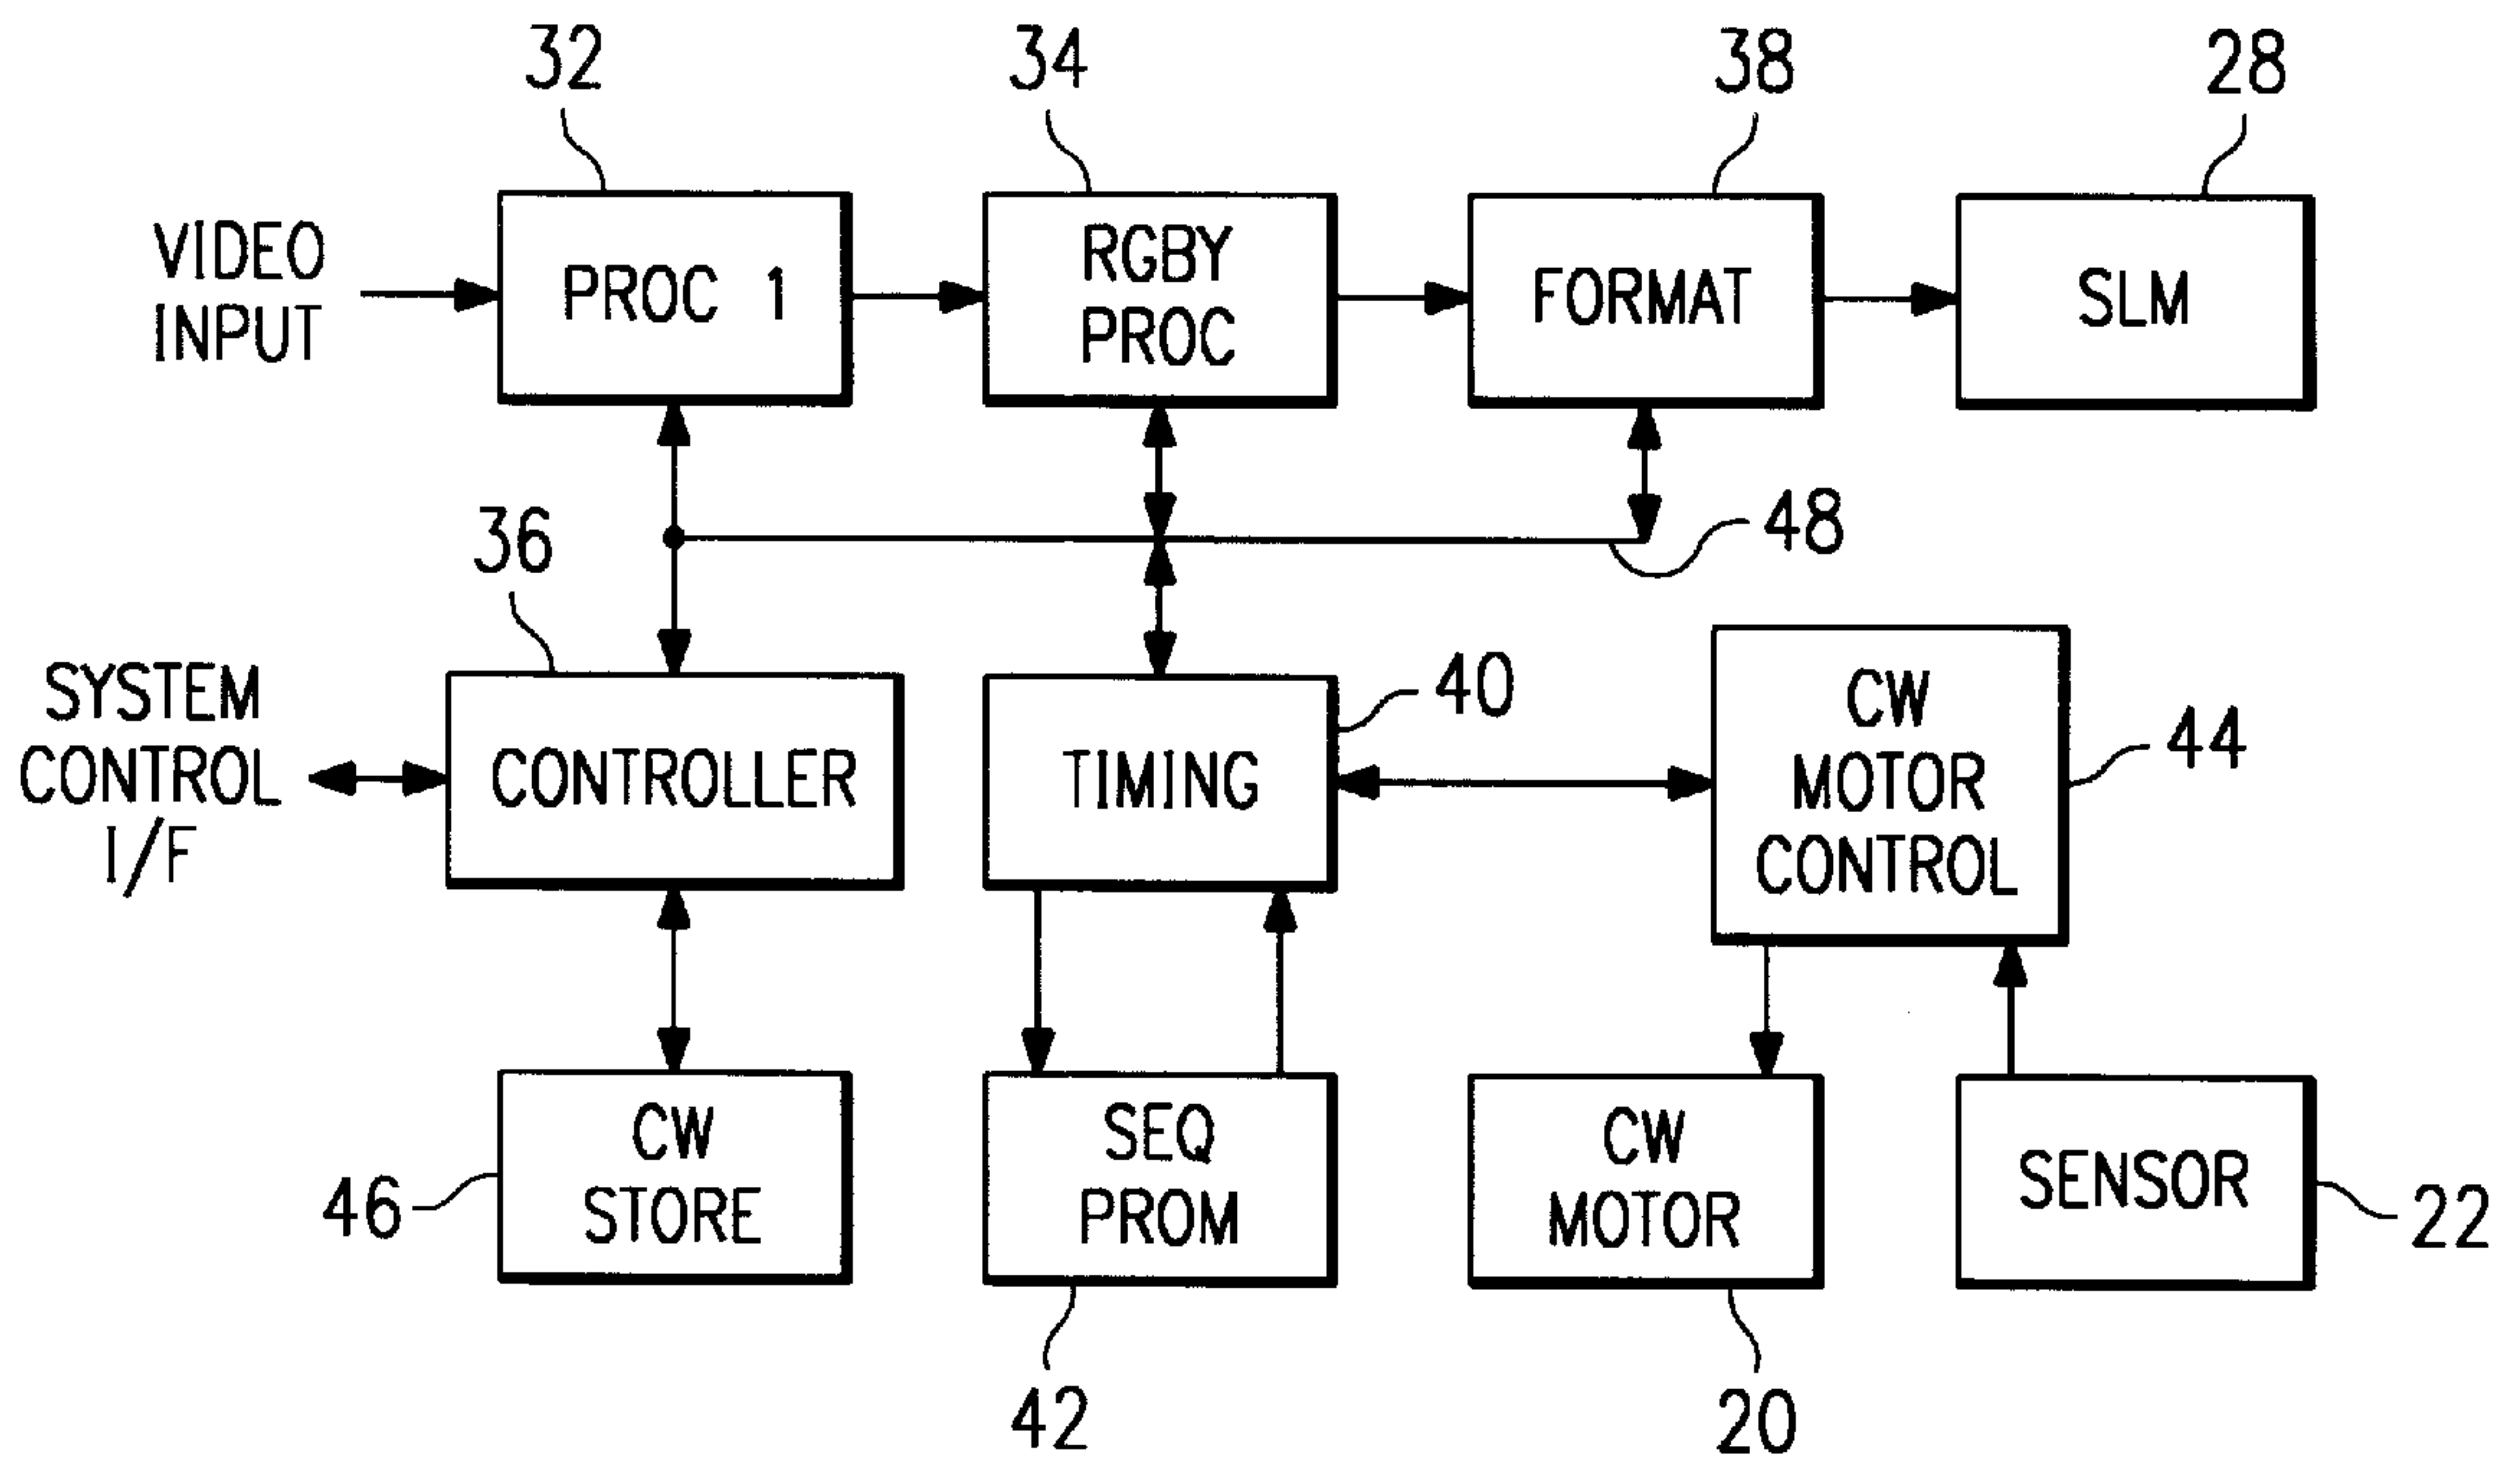 32
34
38
28
VIDEO
INPUT
PROC 1
RGBY
PROC
FORMAT
SLM
36
48
SYSTEM
CONTROL
I/F
CONTROLLER
TIMING
40
CW
MOTOR
CONTROL
44
46
CW
STORE
SEQ
PROM
CW
MOTOR
SENSOR
22
42
20